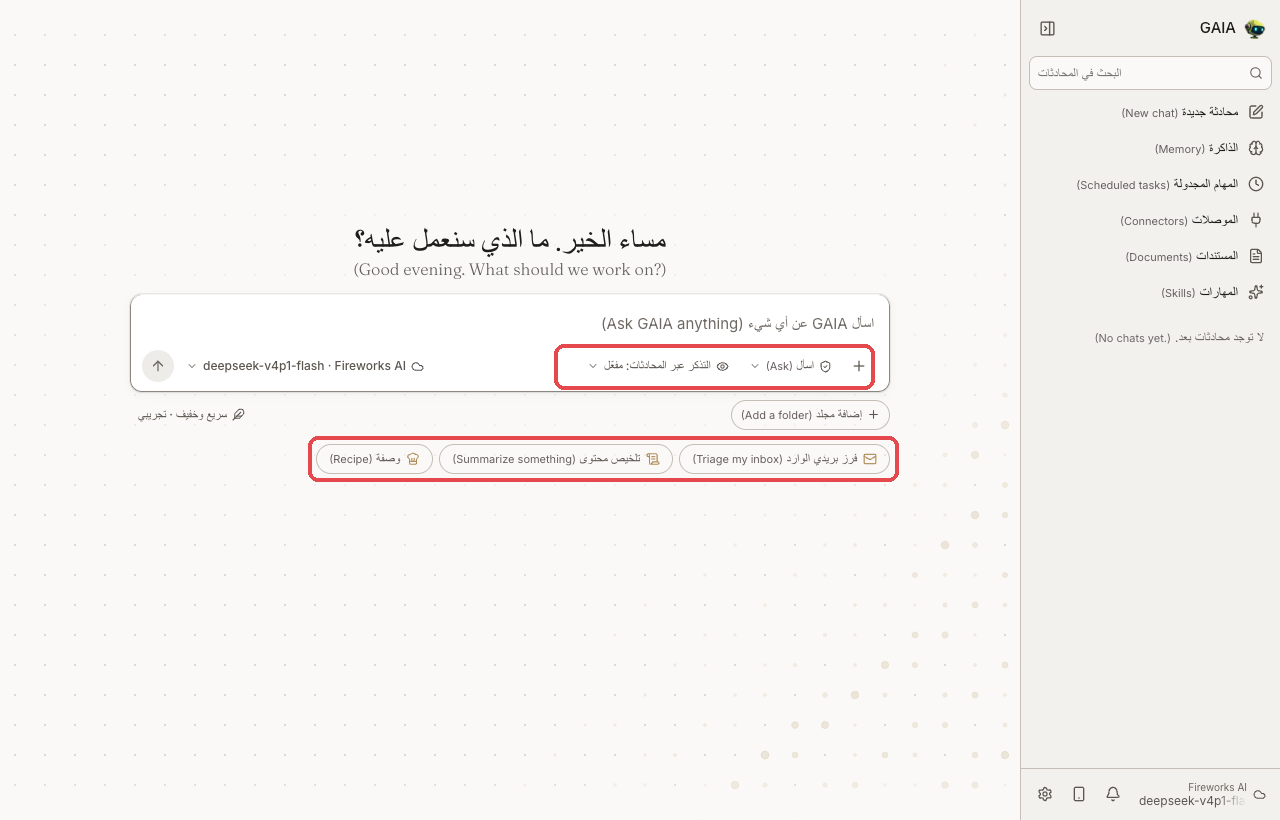 GAIA
البحث في المحادثات
محادثة جديدة (New chat)
الذاكرة (Memory)
المهام المجدولة (Scheduled tasks)
الموصلات (Connectors)
المستندات (Documents)
المهارات (Skills)
لا توجد محادثات بعد. (No chats yet.)
مساء الخير. ما الذي سنعمل عليه؟
(Good evening. What should we work on?)
اسأل GAIA عن أي شيء (Ask GAIA anything)
اسأل (Ask)
التذكر عبر المحادثات: مفعّل
deepseek-v4p1-flash · Fireworks AI
إضافة مجلد (Add a folder)
سريع وخفيف · تجريبي
فرز بريدي الوارد (Triage my inbox)
تلخيص محتوى (Summarize something)
وصفة (Recipe)
Fireworks AI
deepseek-v4p1-fla